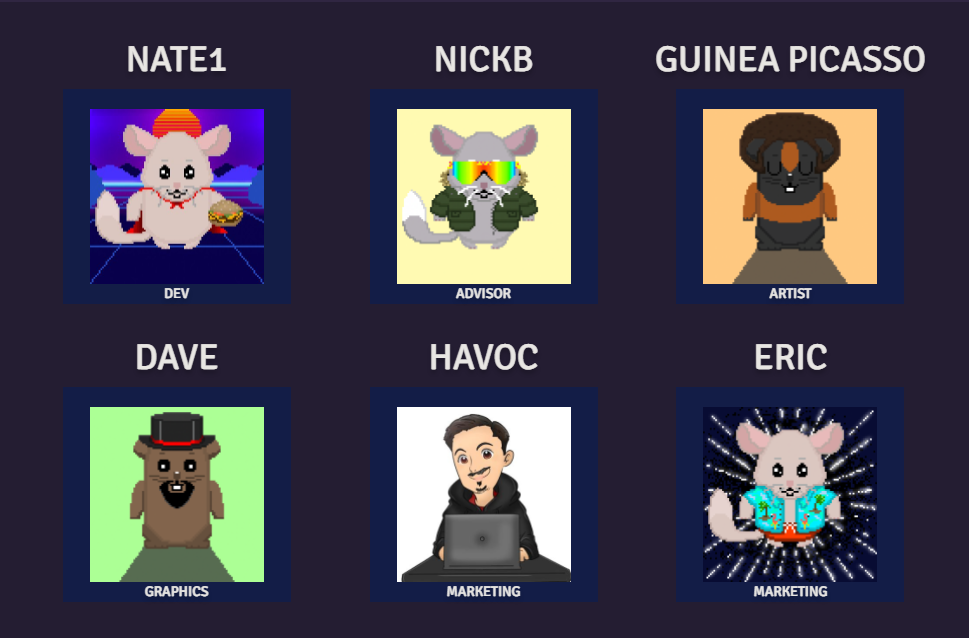 NATE1
NICKB
GUINEA PICASSO
DEV
ADVISOR
ARTIST
DAVE
HAVOC
ERIC
GRAPHICS
MARKETING
MARKETING